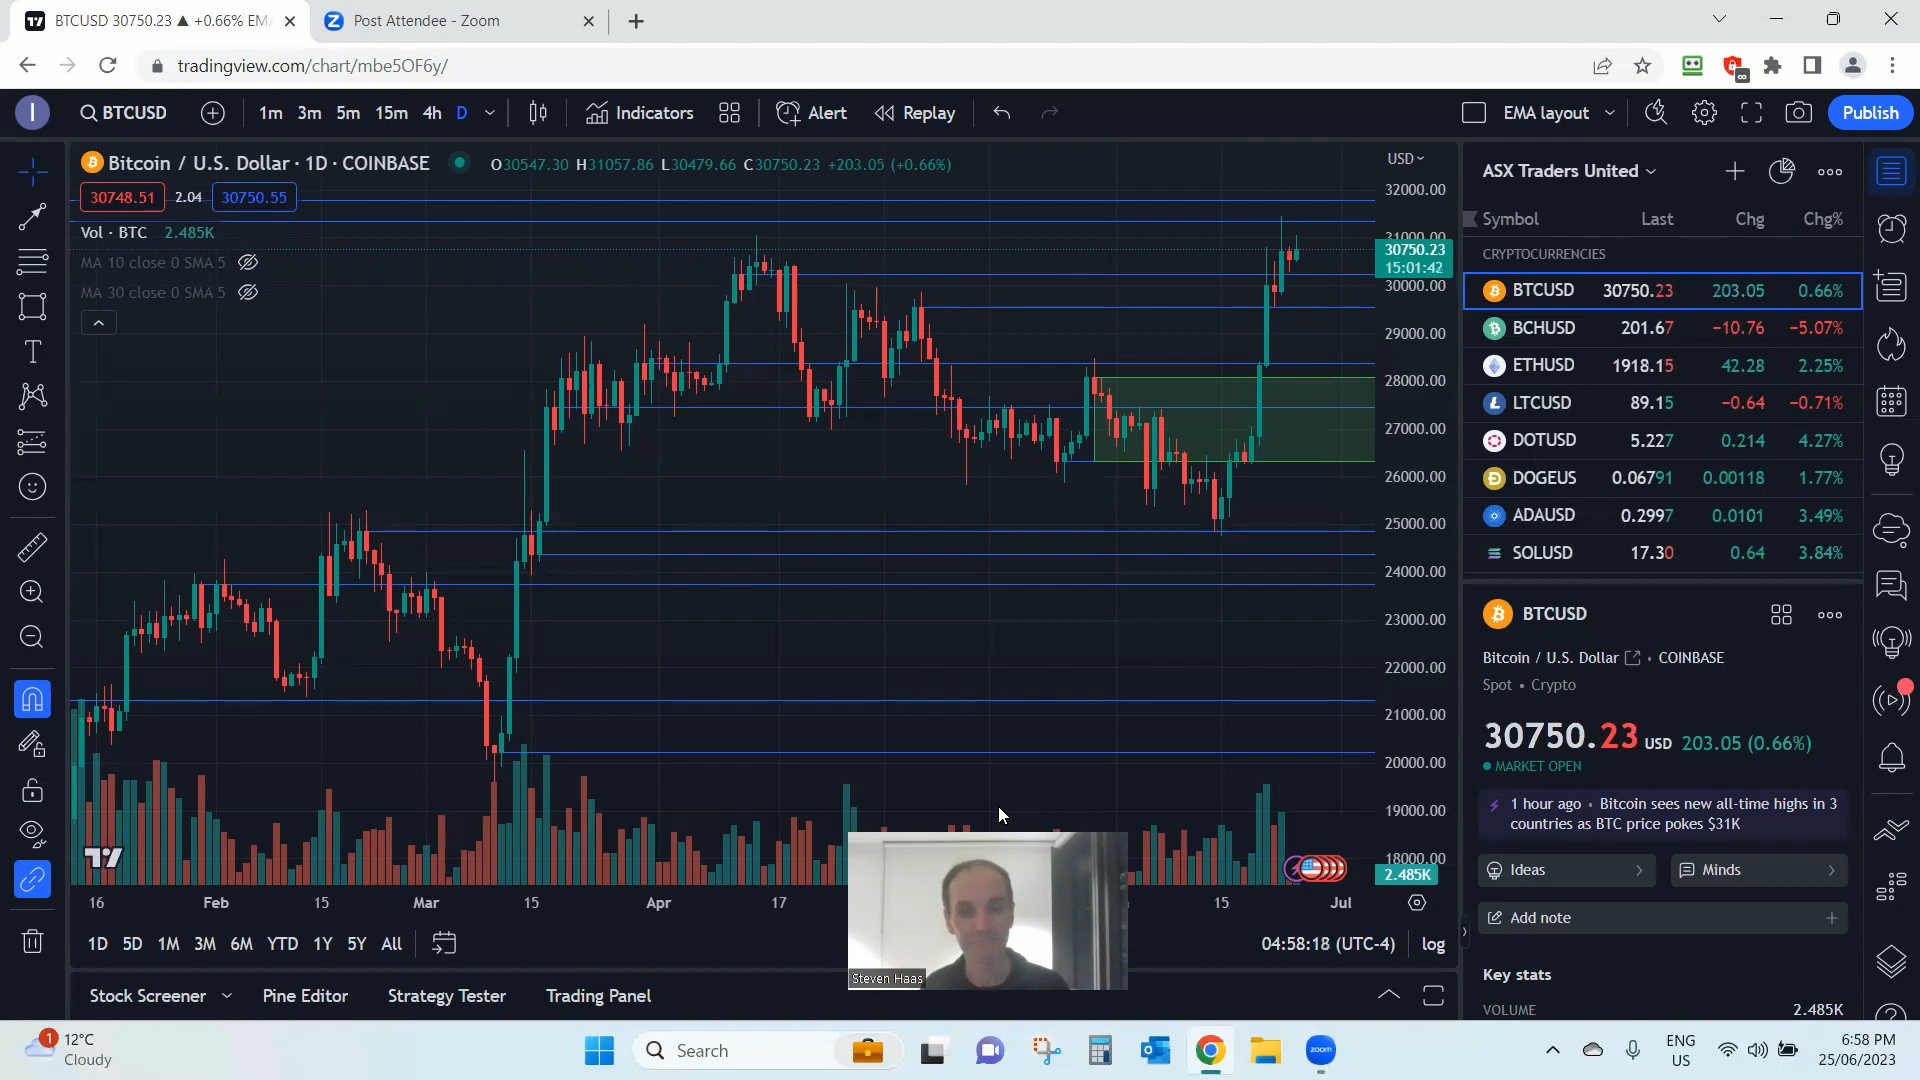 BTCUSD 30750.23 ▲ +0.66% EMA
Post Attendee - Zoom
tradingview.com/chart/mbe5OF6y/
I
BTCUSD
1m 3m 5m 15m 4h D
Indicators
Alert
Replay
EMA layout
Publish
Bitcoin / U.S. Dollar · 1D · COINBASE
O30547.30 H31057.86 L30479.66 C30750.23 +203.05 (+0.66%)
30748.51 2.04 30750.55
Vol · BTC 2.485K
MA 10 close 0 SMA 5
MA 30 close 0 SMA 5
USD
32000.00
31000.00
30750.23
15:01:42
30000.00
29000.00
28000.00
27000.00
26000.00
25000.00
24000.00
23000.00
22000.00
21000.00
20000.00
19000.00
18000.00
2.485K
16 Feb 15 Mar 15 Apr 17 15 Jul
1D 5D 1M 3M 6M YTD 1Y 5Y All
04:58:18 (UTC-4) log
Steven Haas
Stock Screener Pine Editor Strategy Tester Trading Panel
ASX Traders United
Symbol Last Chg Chg%
CRYPTOCURRENCIES
BTCUSD 30750.23 203.05 0.66%
BCHUSD 201.67 −10.76 −5.07%
ETHUSD 1918.15 42.28 2.25%
LTCUSD 89.15 −0.64 −0.71%
DOTUSD 5.227 0.214 4.27%
DOGEUS 0.06791 0.00118 1.77%
ADAUSD 0.2997 0.0101 3.49%
SOLUSD 17.30 0.64 3.84%
BTCUSD
Bitcoin / U.S. Dollar · COINBASE
Spot • Crypto
30750.23 USD 203.05 (0.66%)
MARKET OPEN
1 hour ago • Bitcoin sees new all-time highs in 3
countries as BTC price pokes $31K
Ideas
Minds
Add note
Key stats
VOLUME 2.485K
1
12°C
Cloudy
Search
zoom
ENG
US
6:58 PM
25/06/2023